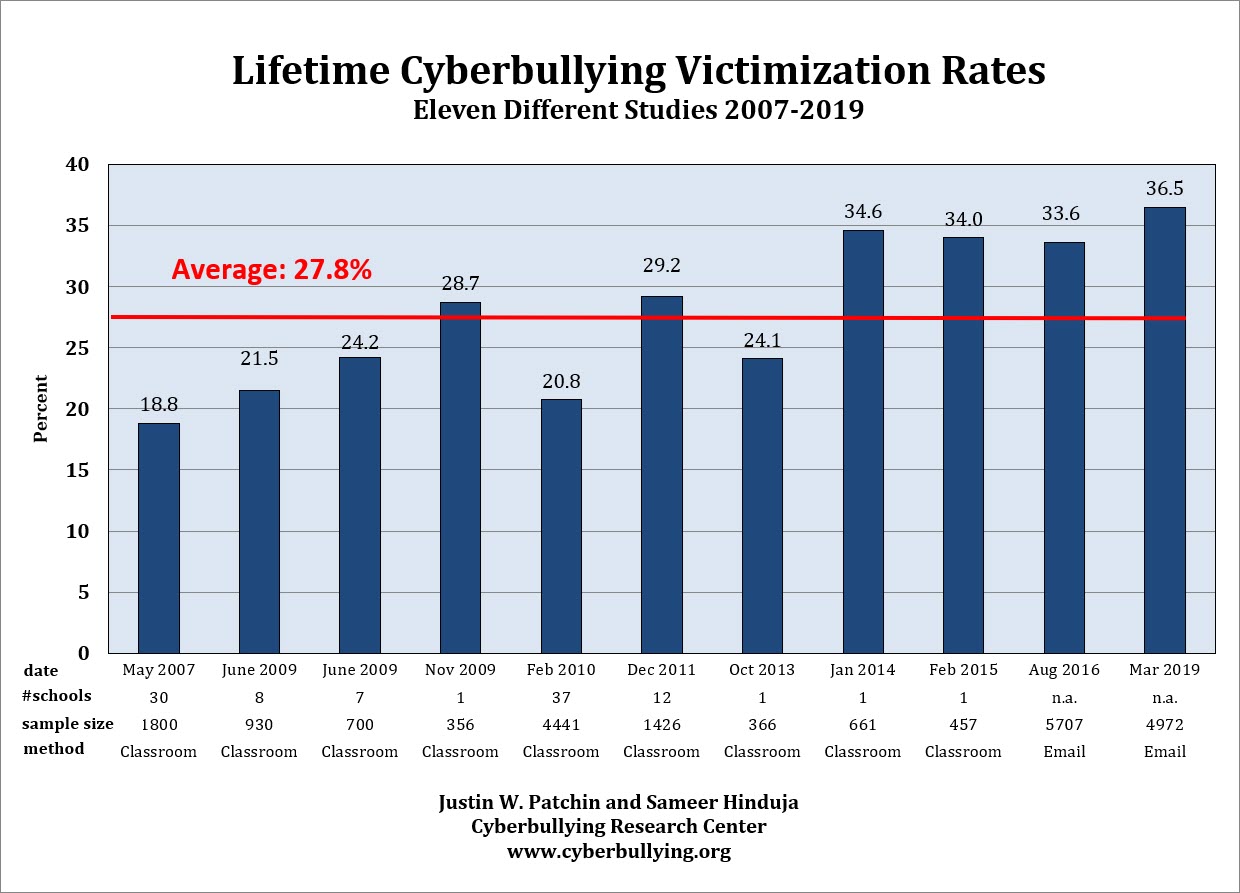 Lifetime Cyberbullying Victimization Rates
Eleven Different Studies 2007-2019
40
35
30
25
20
15
10
5
0
Percent
Average: 27.8%
18.8
21.5
24.2
28.7
20.8
29.2
24.1
34.6
34.0
33.6
36.5
date May 2007 June 2009 June 2009 Nov 2009 Feb 2010 Dec 2011 Oct 2013 Jan 2014 Feb 2015 Aug 2016 Mar 2019
#schools 30 8 7 1 37 12 1 1 1 n.a. n.a.
sample size 1800 930 700 356 4441 1426 366 661 457 5707 4972
method Classroom Classroom Classroom Classroom Classroom Classroom Classroom Classroom Classroom Email Email
Justin W. Patchin and Sameer Hinduja
Cyberbullying Research Center
www.cyberbullying.org